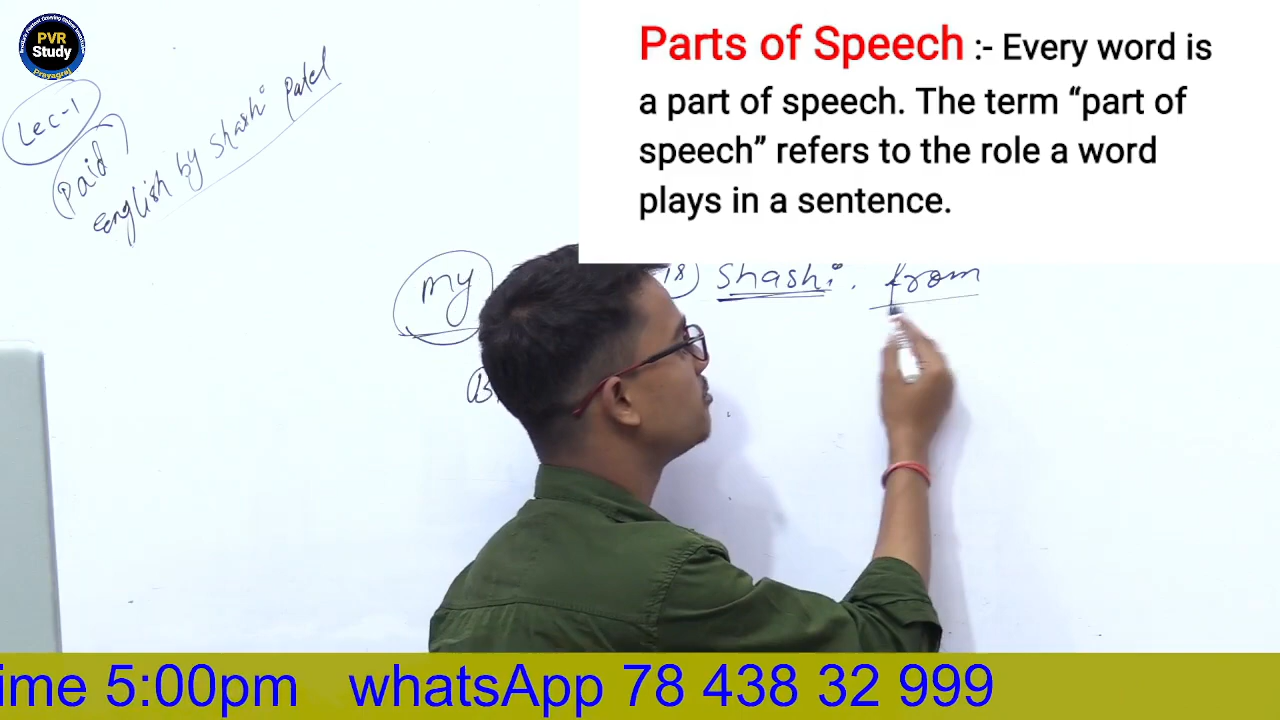 PVR
Study
Prayagraj
Lec-1
Paid
English by Shashi Patel
Parts of Speech :- Every word is
a part of speech. The term “part of
speech” refers to the role a word
plays in a sentence.
my 18) Shashi. from
B
ime 5:00pm whatsApp 78 438 32 999